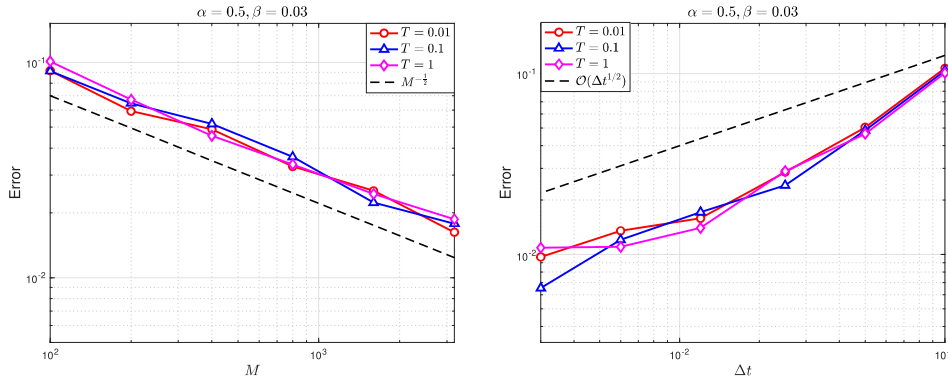 α = 0.5, β = 0.03
T = 0.01
T = 0.1
T = 1
M^{-1/2}
Error
10^{-1}
10^{-2}
10^2
10^3
M
α = 0.5, β = 0.03
T = 0.01
T = 0.1
T = 1
O(Δt^{1/2})
Error
10^{-1}
10^{-2}
10^{-2}
Δt